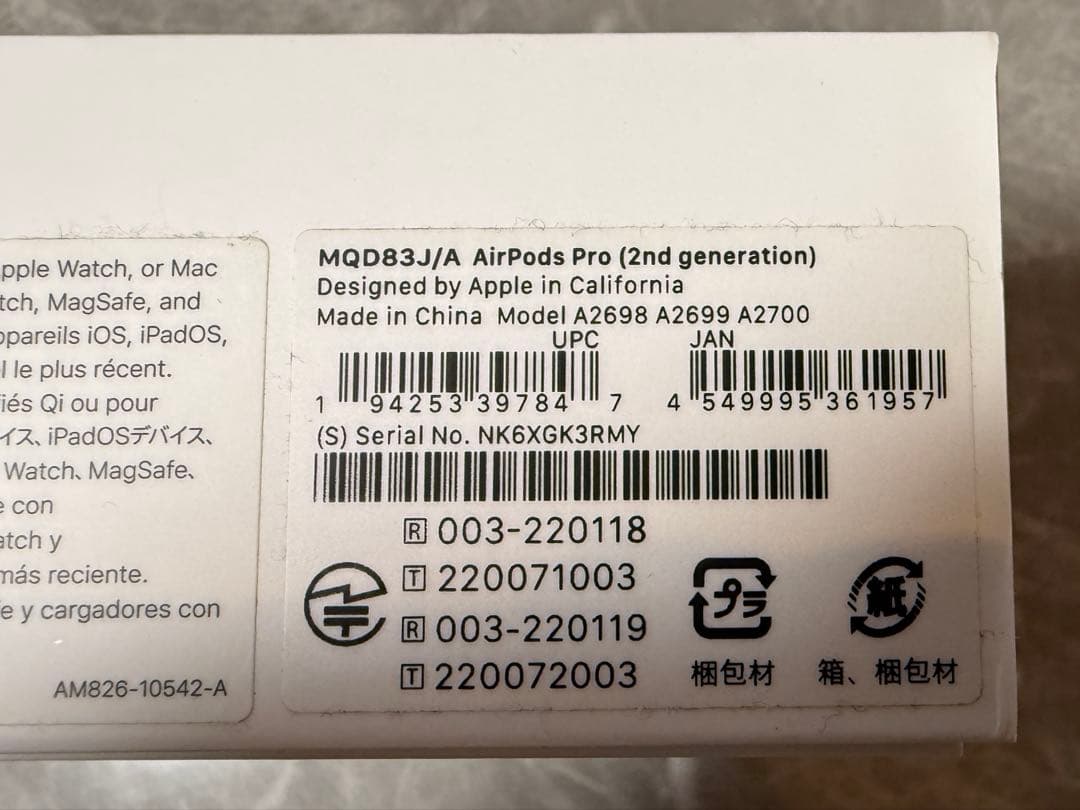 pple Watch, or Mac
tch, MagSafe, and
ppareils iOS, iPadOS,
l le plus récent.
iés Qi ou pour
イス、iPadOSデバイス、
Watch、MagSafe、
e con
atch y
más reciente.
e y cargadores con
AM826-10542-A
MQD83J/A AirPods Pro (2nd generation)
Designed by Apple in California
Made in China Model A2698 A2699 A2700
UPC JAN
1 94253 39784 7 4 549995 361957
(S) Serial No. NK6XGK3RMY
R 003-220118
T 220071003
R 003-220119
T 220072003
プラ 紙
梱包材 箱、梱包材